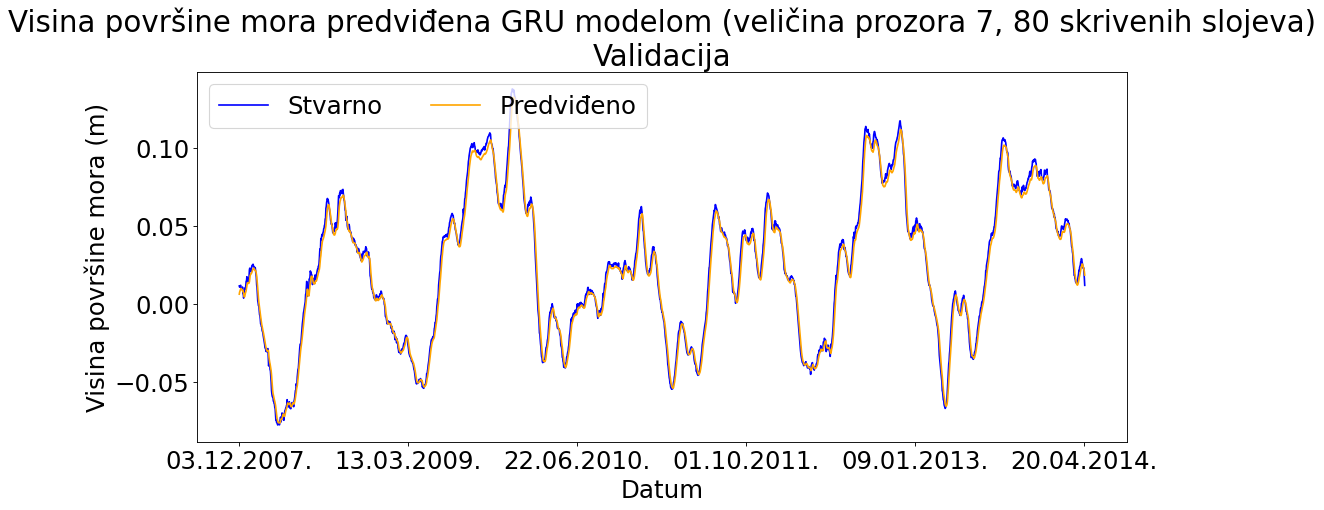 Visina površine mora predviđena GRU modelom (veličina prozora 7, 80 skrivenih slojeva)
Validacija
Stvarno
Predviđeno
Visina površine mora (m)
0.10
0.05
0.00
−0.05
03.12.2007.
13.03.2009.
22.06.2010.
01.10.2011.
09.01.2013.
20.04.2014.
Datum